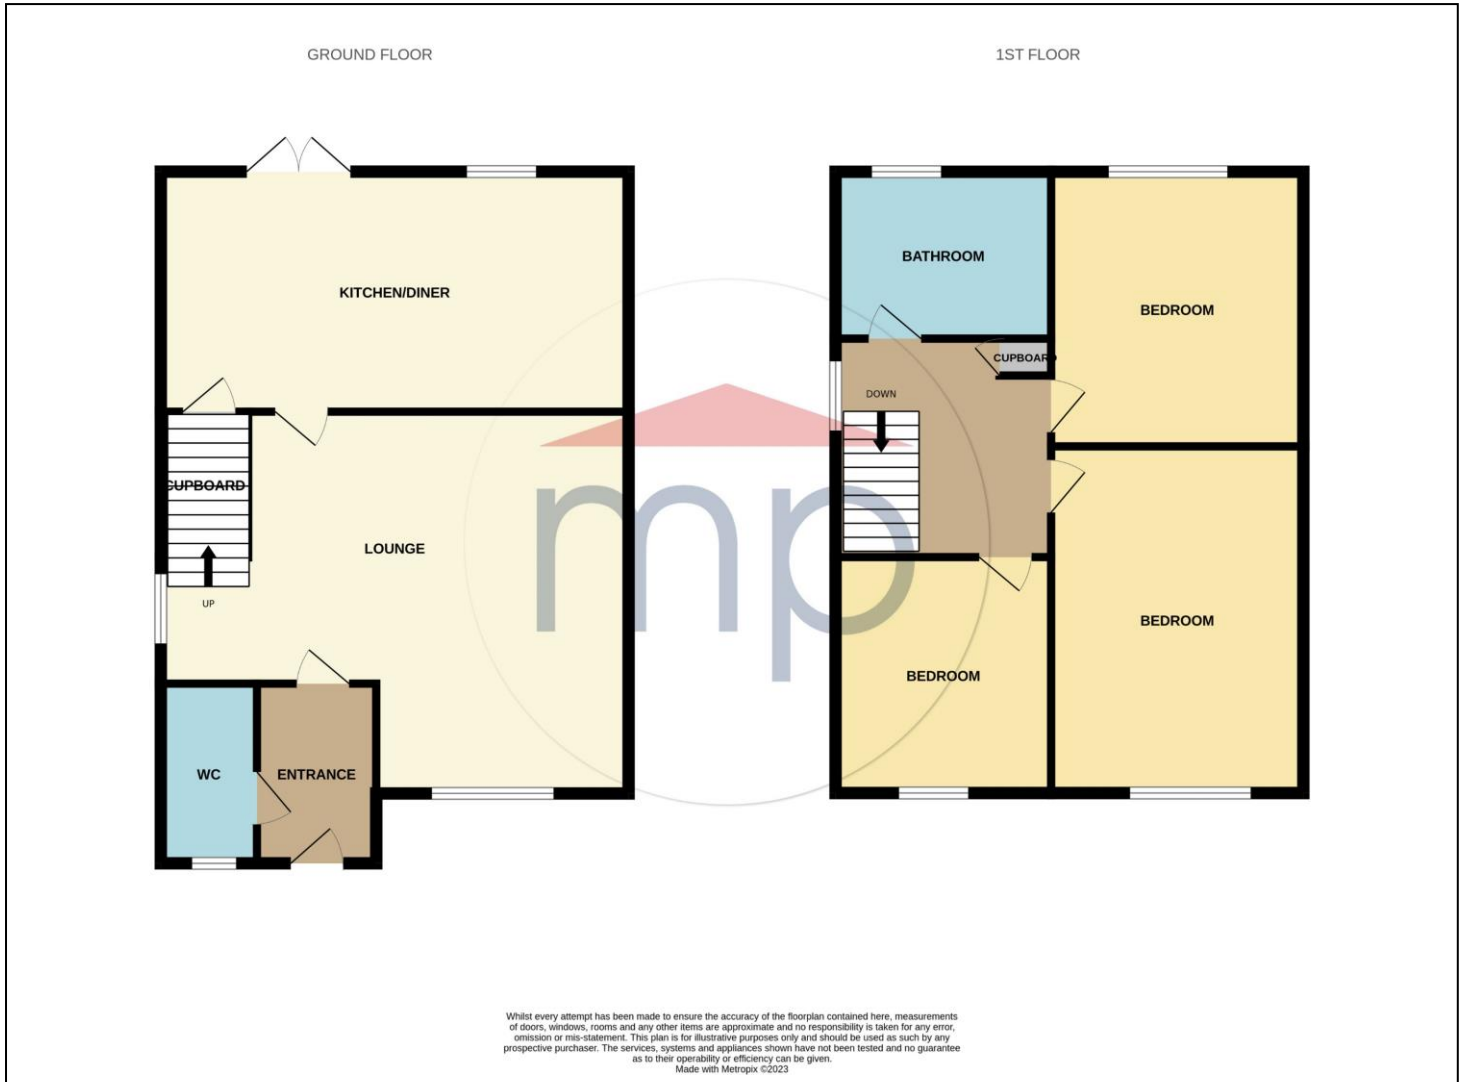 GROUND FLOOR
1ST FLOOR
KITCHEN/DINER
CUPBOARD
LOUNGE
UP
WC
ENTRANCE
BATHROOM
BEDROOM
CUPBOARD
DOWN
BEDROOM
BEDROOM
mp
Whilst every attempt has been made to ensure the accuracy of the floorplan contained here, measurements
of doors, windows, rooms and any other items are approximate and no responsibility is taken for any error,
omission or mis-statement. This plan is for illustrative purposes only and should be used as such by any
prospective purchaser. The services, systems and appliances shown have not been tested and no guarantee
as to their operability or efficiency can be given.
Made with Metropix ©2023